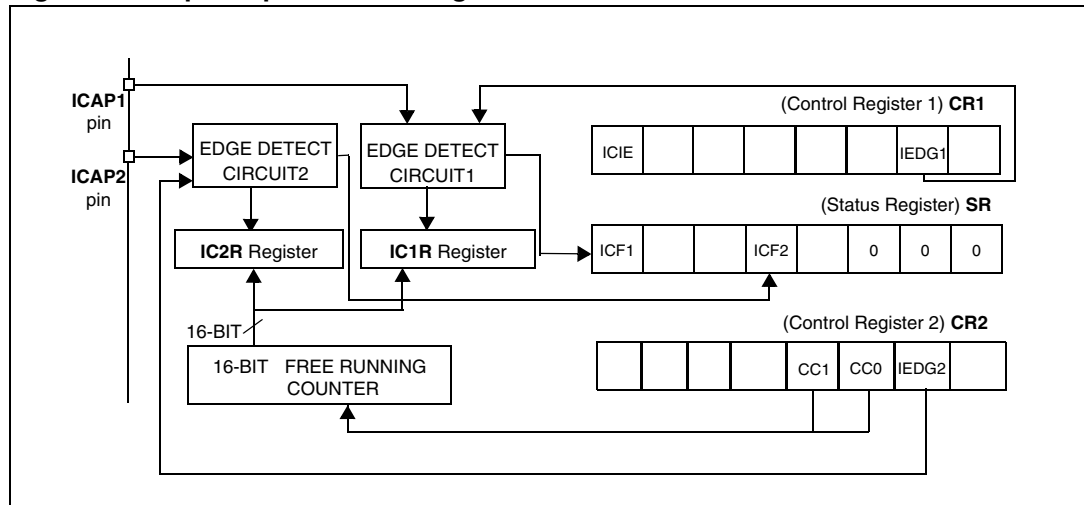 ICAP1
pin
ICAP2
pin
EDGE DETECT
CIRCUIT2
EDGE DETECT
CIRCUIT1
IC2R Register
IC1R Register
16-BIT
16-BIT FREE RUNNING
COUNTER
(Control Register 1) CR1
ICIE IEDG1
(Status Register) SR
ICF1 ICF2 0 0 0
(Control Register 2) CR2
CC1 CC0 IEDG2